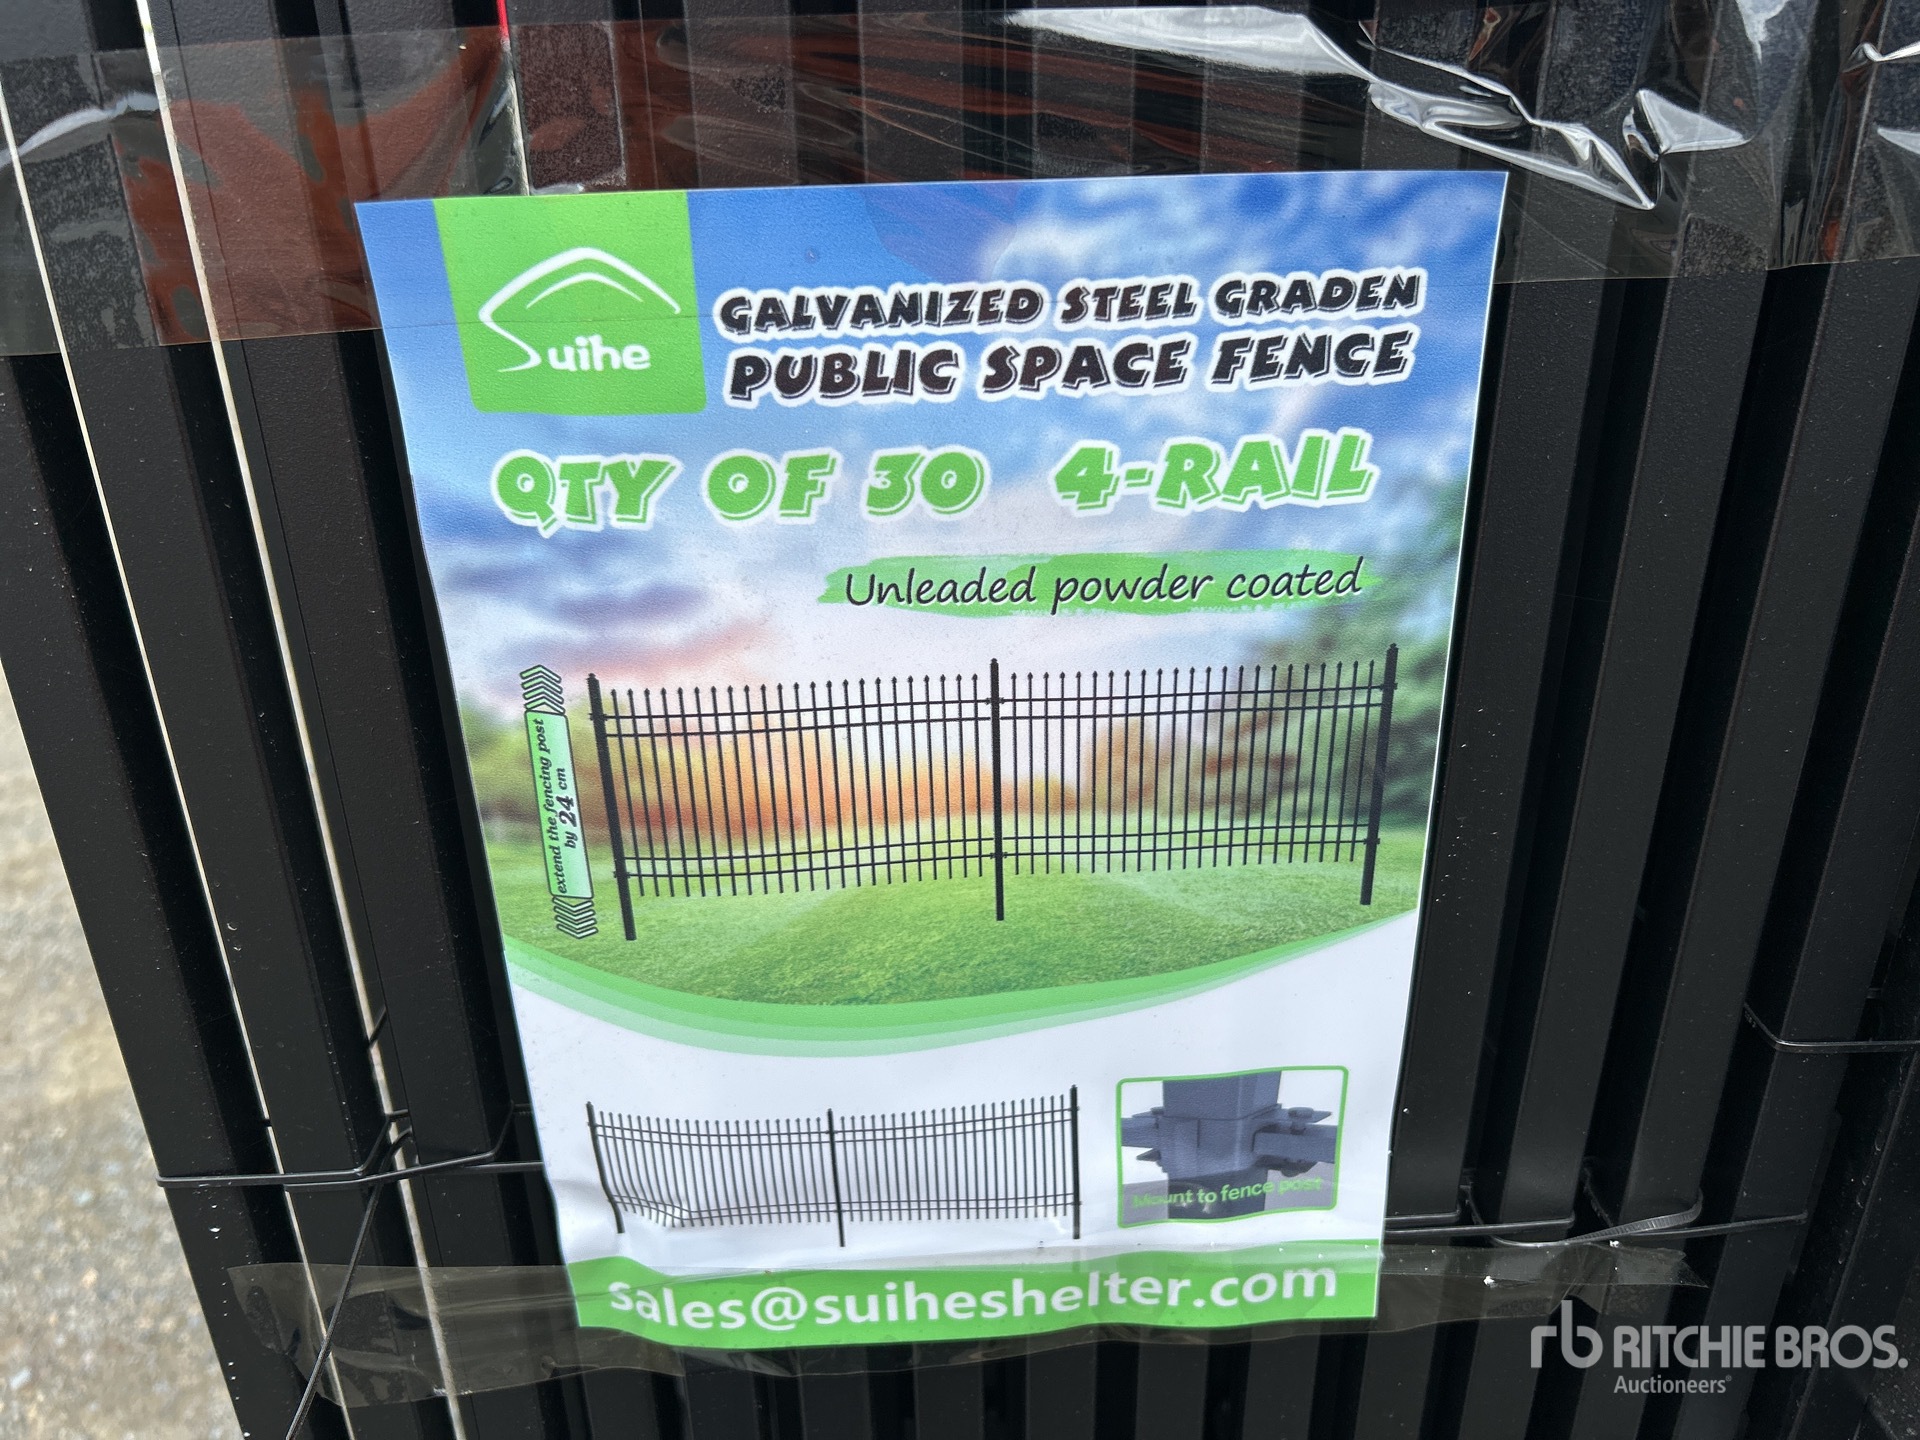 Suihe
GALVANIZED STEEL GRADEN
PUBLIC SPACE FENCE
QTY OF 30 4-RAIL
Unleaded powder coated
extend the fencing post
by 24 cm
Mount to fence post
Sales@suiheshelter.com
rb RITCHIE BROS.
Auctioneers